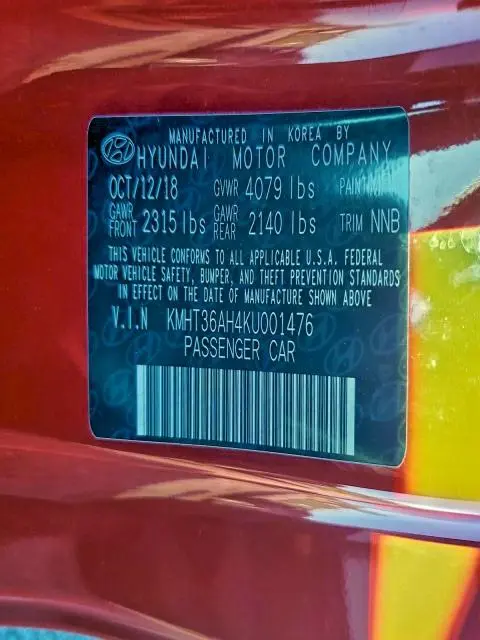 MANUFACTURED IN KOREA BY
HYUNDAI MOTOR COMPANY
OCT/12/18 GVWR 4079 lbs PAINT
GAWR FRONT 2315 lbs GAWR REAR 2140 lbs TRIM NNB
THIS VEHICLE CONFORMS TO ALL APPLICABLE U.S.A. FEDERAL
MOTOR VEHICLE SAFETY, BUMPER, AND THEFT PREVENTION STANDARDS
IN EFFECT ON THE DATE OF MANUFACTURE SHOWN ABOVE
V.I.N KMHT36AH4KU001476
PASSENGER CAR